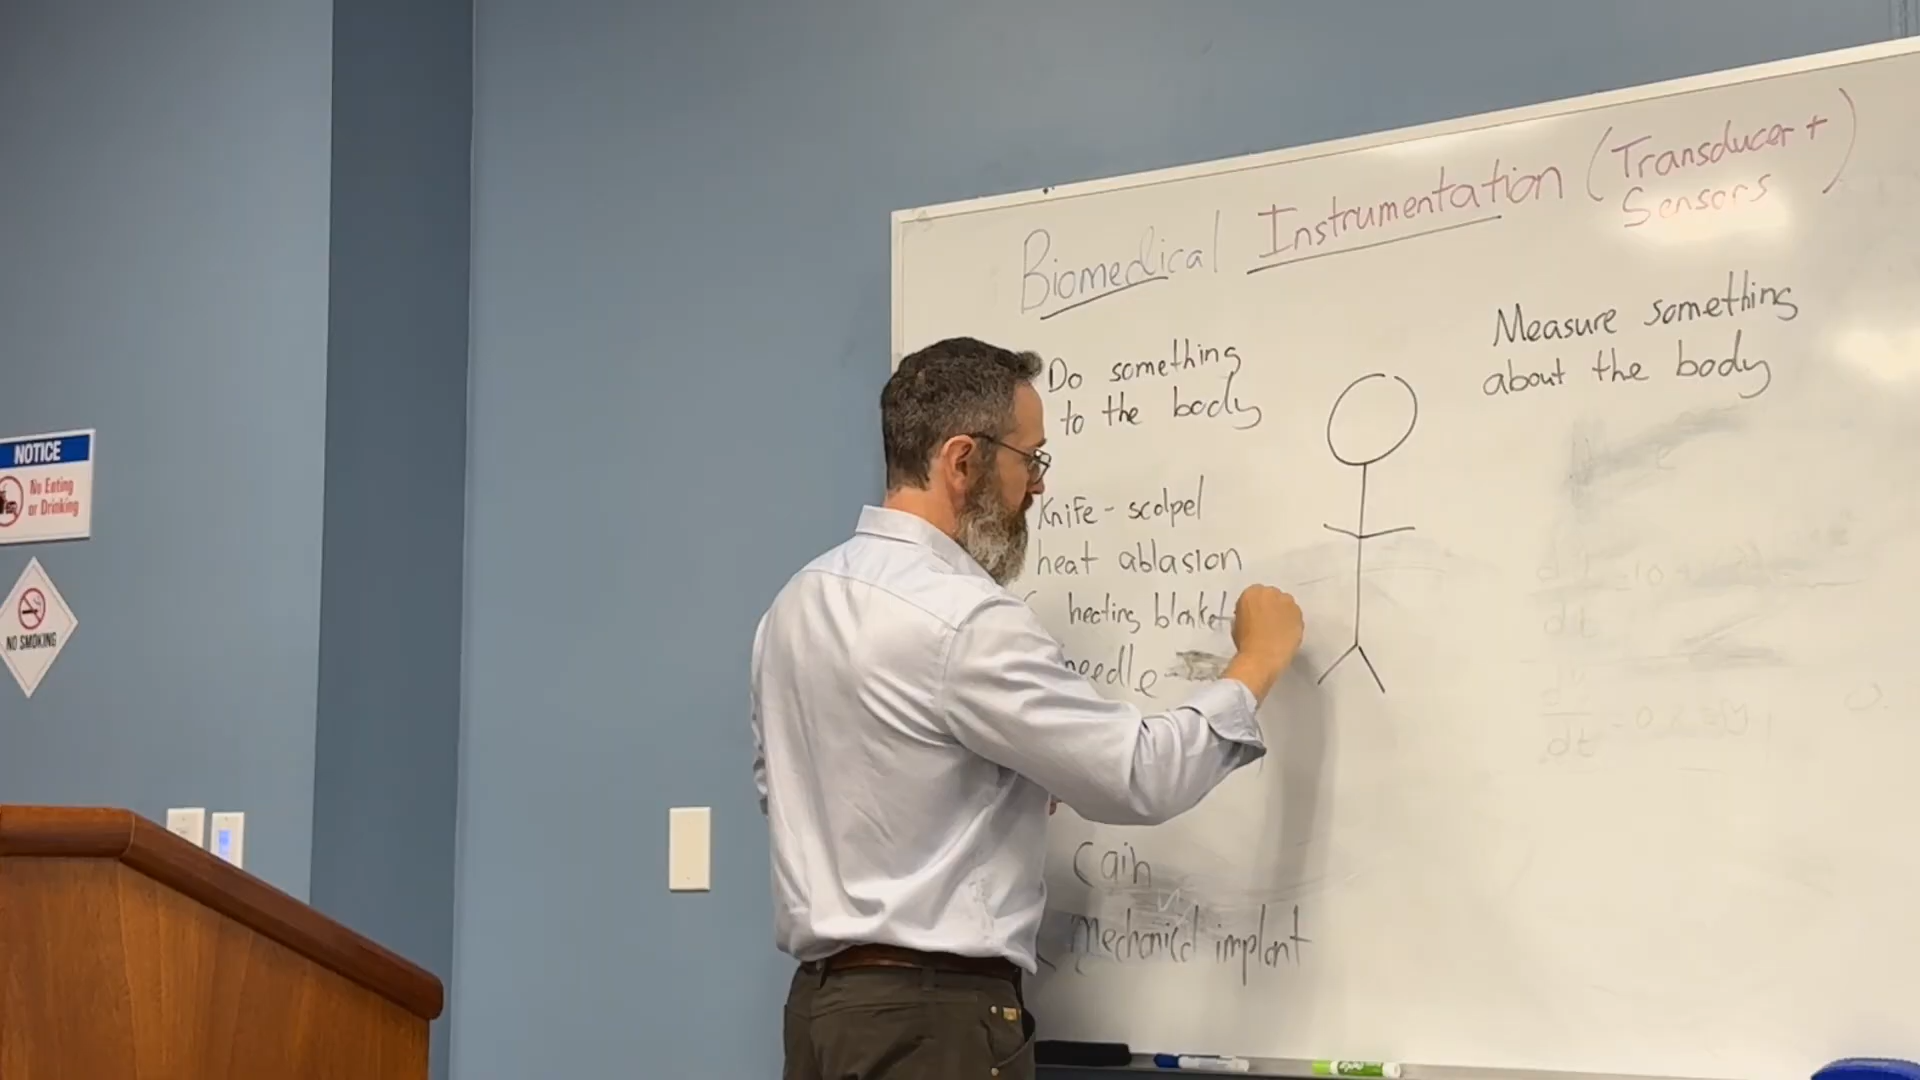 Biomedical Instrumentation (Transducer +
Sensors)
Do something
to the body
Measure something
about the body
Knife - scalpel
heat ablasion
heating blanket
needle -
Cain
Mechanical implant
NOTICE
No Eating
or Drinking
NO SMOKING